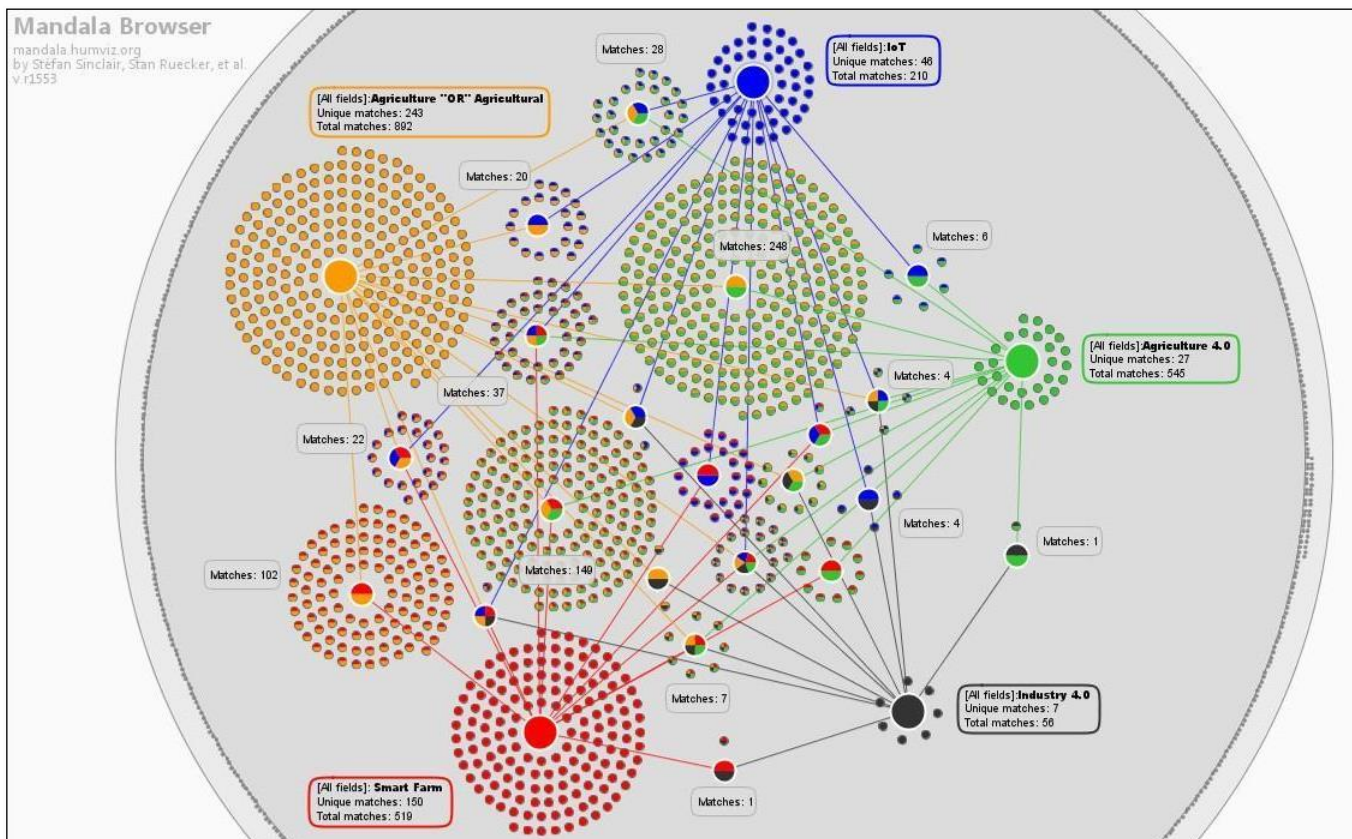 Mandala Browser
mandala.humviz.org
by Stéfan Sinclair, Stan Ruecker, et al.
v.r1553
Matches: 28
[All fields]:IoT
Unique matches: 46
Total matches: 210
[All fields]:Agriculture "OR" Agricultural
Unique matches: 243
Total matches: 892
Matches: 20
Matches: 6
Matches: 248
[All fields]:Agriculture 4.0
Unique matches: 27
Total matches: 545
Matches: 4
Matches: 37
Matches: 22
Matches: 4
Matches: 1
Matches: 102
Matches: 149
Matches: 7
[All fields]:Industry 4.0
Unique matches: 7
Total matches: 56
[All fields]: Smart Farm
Unique matches: 150
Total matches: 519
Matches: 1